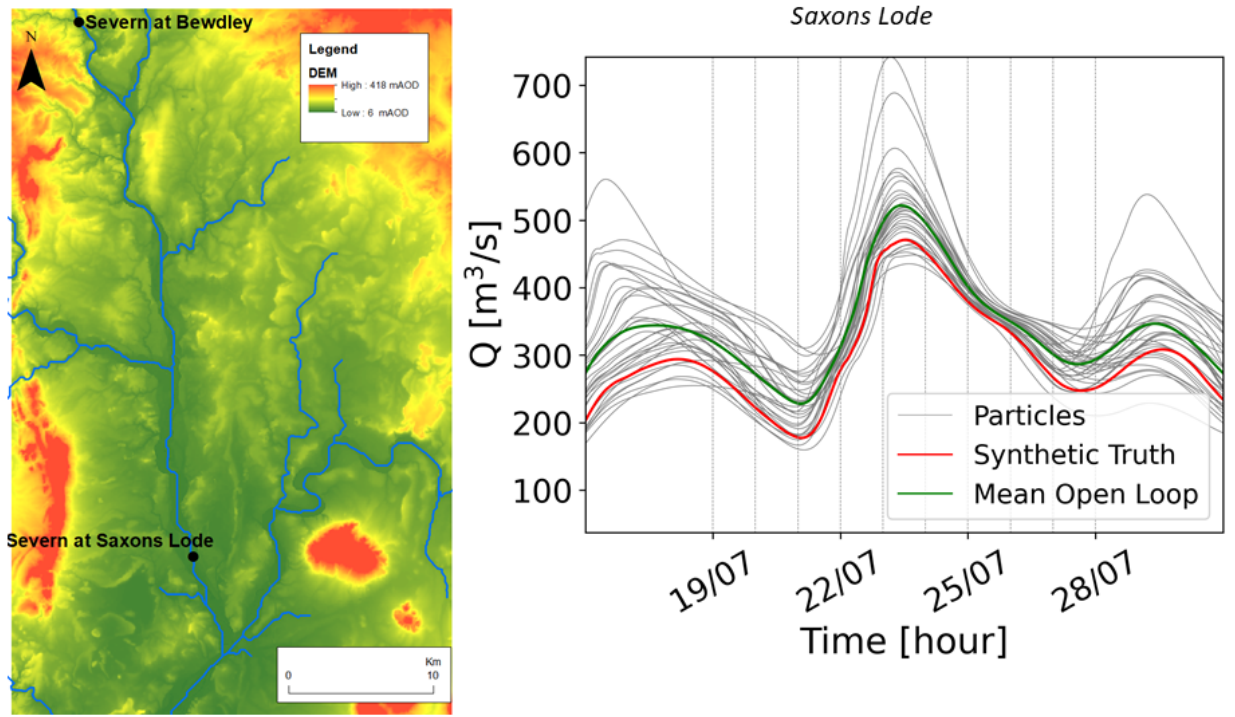 Severn at Bewdley
N
Legend
DEM
High : 418 mAOD
Low : 6 mAOD
Severn at Saxons Lode
Km
0 10
Saxons Lode
Q [m³/s]
700
600
500
400
300
200
100
Particles
Synthetic Truth
Mean Open Loop
19/07 22/07 25/07 28/07
Time [hour]